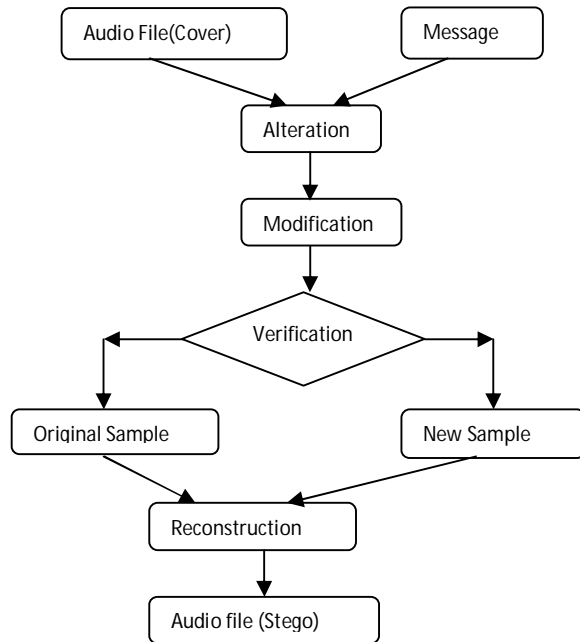 Audio File(Cover)
Message
Alteration
Modification
Verification
Original Sample
New Sample
Reconstruction
Audio file (Stego)